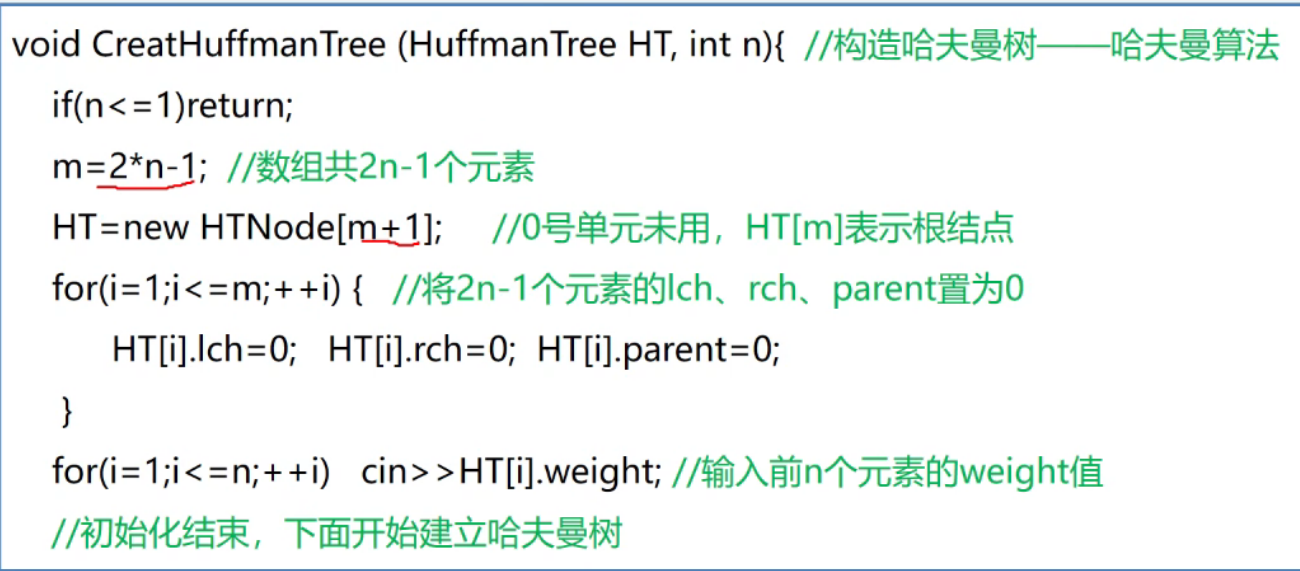 void CreatHuffmanTree (HuffmanTree HT, int n){ //构造哈夫曼树——哈夫曼算法
if(n<=1)return;
m=2*n-1; //数组共2n-1个元素
HT=new HTNode[m+1]; //0号单元未用，HT[m]表示根结点
for(i=1;i<=m;++i) { //将2n-1个元素的lch、rch、parent置为0
HT[i].lch=0; HT[i].rch=0; HT[i].parent=0;
}
for(i=1;i<=n;++i) cin>>HT[i].weight; //输入前n个元素的weight值
//初始化结束，下面开始建立哈夫曼树